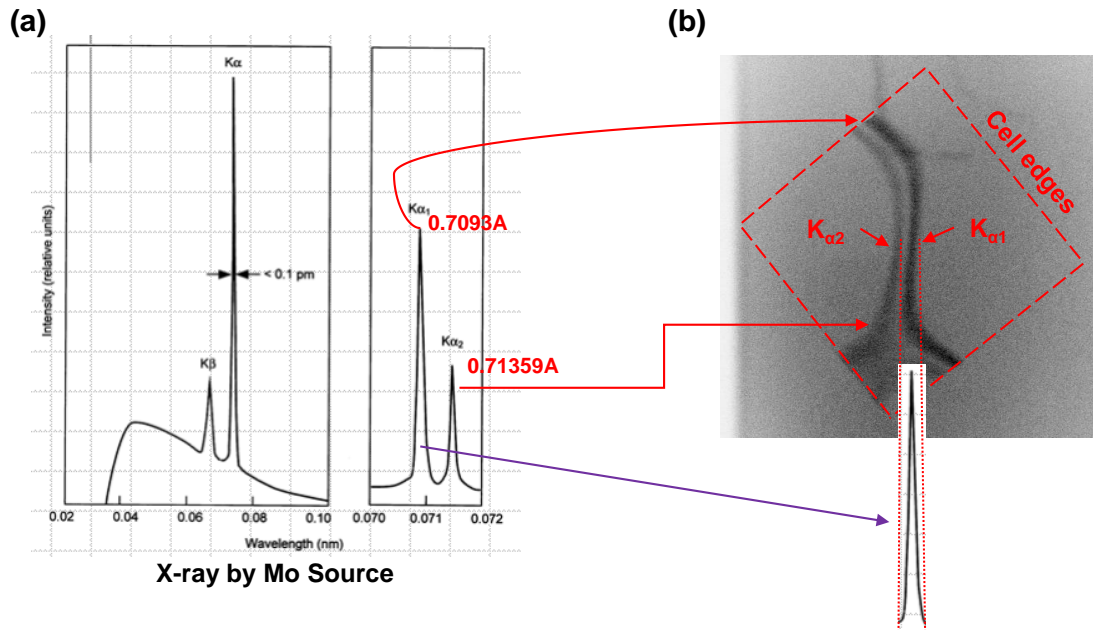 (a)
(b)
Kα
Kα₁
0.7093A
< 0.1 pm
Kβ
Kα₂
0.71359A
Intensity (relative units)
0.02 0.04 0.06 0.08 0.10
0.070 0.071 0.072
Wavelength (nm)
X-ray by Mo Source
Cell edges
Kα2
Kα1